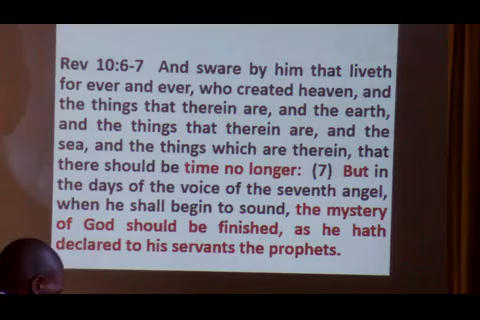 Rev 10:6-7 And sware by him that liveth
for ever and ever, who created heaven, and
the things that therein are, and the earth,
and the things that therein are, and the
sea, and the things which are therein, that
there should be time no longer: (7) But in
the days of the voice of the seventh angel,
when he shall begin to sound, the mystery
of God should be finished, as he hath
declared to his servants the prophets.